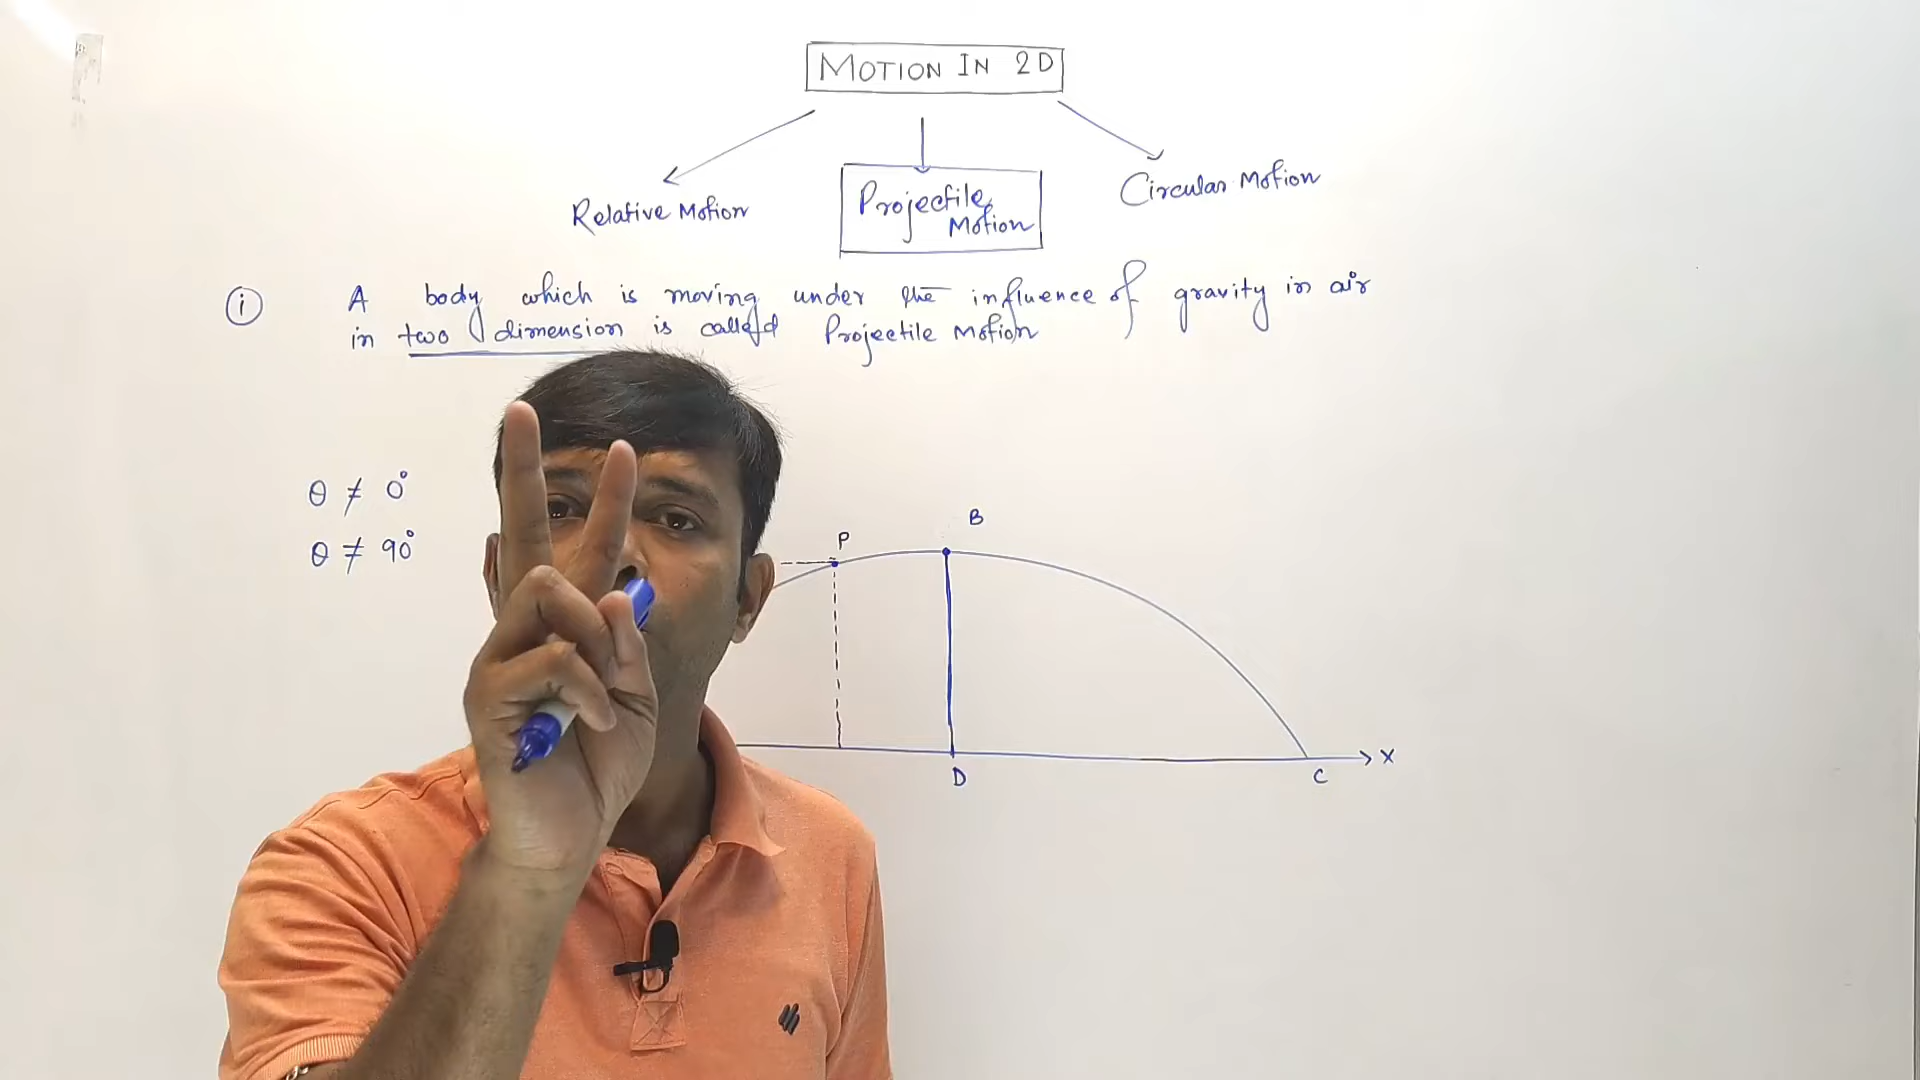 MOTION IN 2D
Relative Motion
Projectile
Motion
Circular Motion
i A body which is moving under the influence of gravity in air
in two dimension is called Projectile Motion
θ ≠ 0°
θ ≠ 90°
P
B
D
C
X